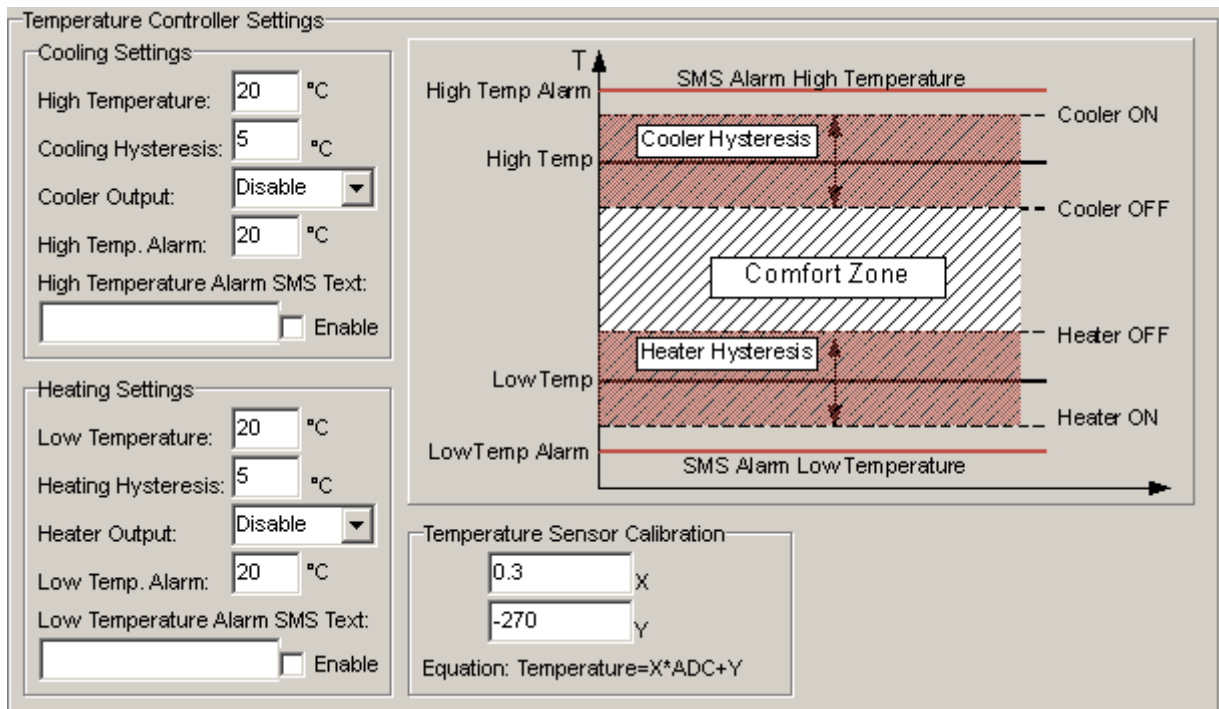 Temperature Controller Settings
Cooling Settings
High Temperature: 20 °C
Cooling Hysteresis: 5 °C
Cooler Output: Disable
High Temp. Alarm: 20 °C
High Temperature Alarm SMS Text:
Enable
Heating Settings
Low Temperature: 20 °C
Heating Hysteresis: 5 °C
Heater Output: Disable
Low Temp. Alarm: 20 °C
Low Temperature Alarm SMS Text:
Enable
T
High Temp Alarm
SMS Alarm High Temperature
Cooler ON
Cooler Hysteresis
High Temp
Cooler OFF
Comfort Zone
Heater OFF
Heater Hysteresis
Low Temp
Heater ON
Low Temp Alarm
SMS Alarm Low Temperature
Temperature Sensor Calibration
0.3 X
-270 Y
Equation: Temperature=X*ADC+Y